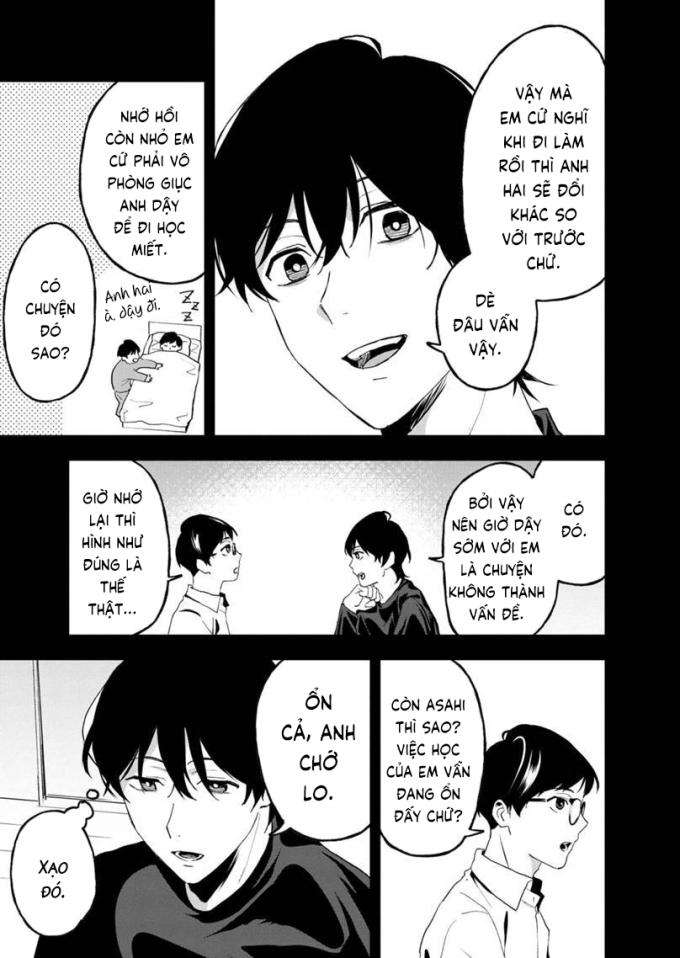 VẬY MÀ
EM CỨ NGHĨ
KHI ĐI LÀM
RỒI THÌ ANH
HAI SẼ ĐỔI
KHÁC SO
VỚI TRƯỚC
CHỨ.
DÈ
ĐÂU VẨN
VẬY.
NHỚ HỒI
CÒN NHỎ EM
CỨ PHẢI VÔ
PHÒNG GIỤC
ANH DẬY
ĐỂ ĐI HỌC
MIẾT.
Anh hai
à, dậy đi.
Z Z Z
CÓ
CHUYỆN
ĐÓ
SAO?
CÓ
ĐÓ.
BỞI VẬY
NÊN GIỜ DẬY
SỚM VỚI EM
LÀ CHUYỆN
KHÔNG THÀNH
VẤN ĐỀ.
GIỜ NHỚ
LẠI THÌ
HÌNH NHƯ
ĐÚNG LÀ
THẾ
THẬT...
CÒN ASAHI
THÌ SAO?
VIỆC HỌC
CỦA EM VẪN
ĐANG ỔN
ĐẤY CHỨ?
ỔN
CẢ, ANH
CHỚ
LO.
XẠO
ĐÓ.